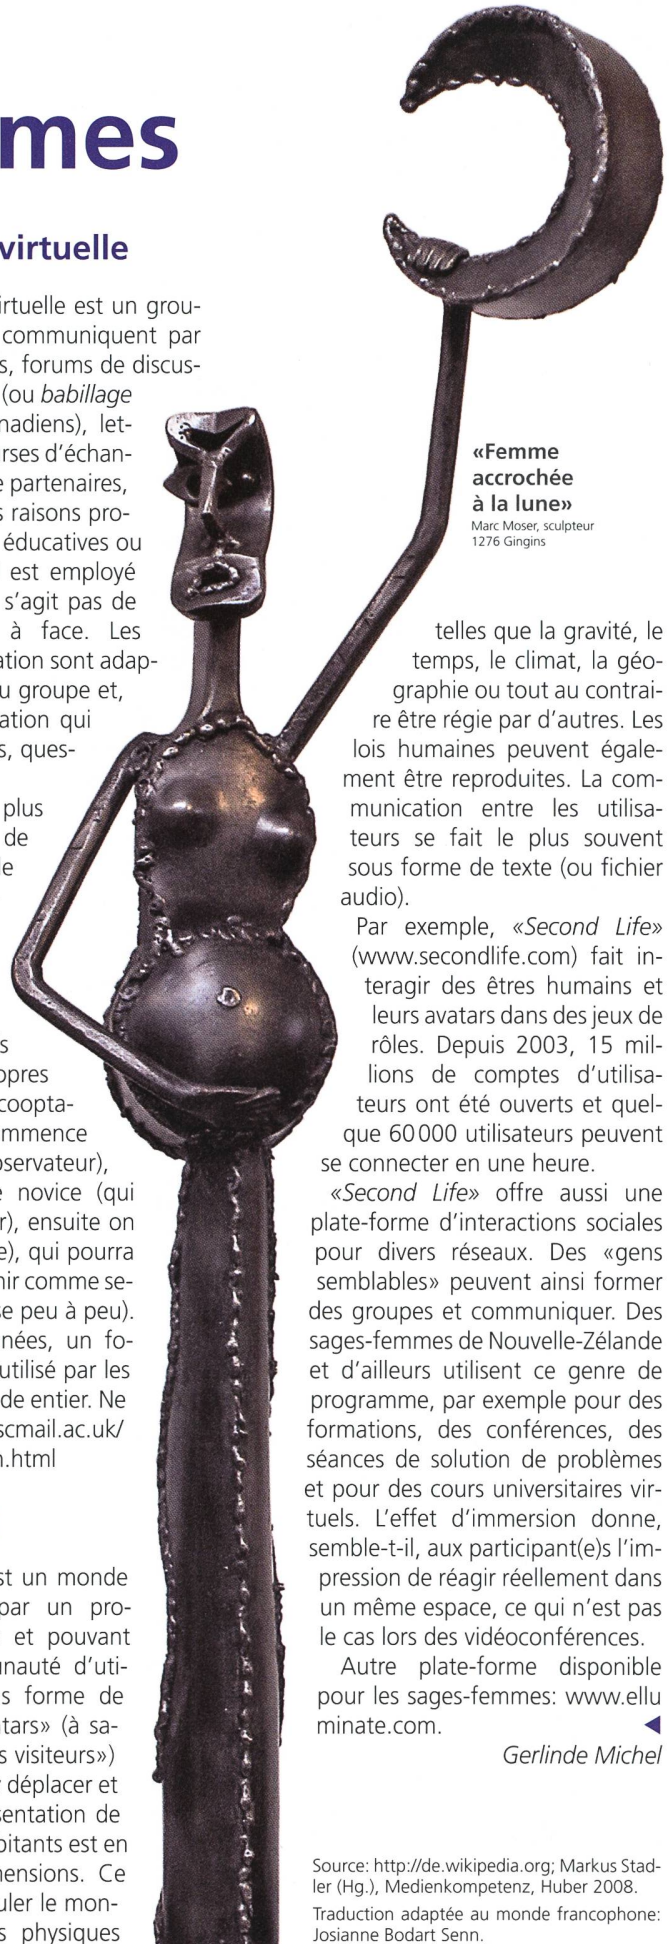 mes
virtuelle
irtuelle est un grou-
communiquent par
s, forums de discus-
(ou babillage
nadiens), let-
rses d'échan-
e partenaires,
s raisons pro-
éducatives ou
est employé
s'agit pas de
à face. Les
ation sont adap-
u groupe et,
ation qui
s, ques-
plus
de
le
s
opres
coopta-
mmence
bservateur),
e novice (qui
r), ensuite on
e), qui pourra
nir comme se-
se peu à peu).
nées, un fo-
utilisé par les
de entier. Ne
scmail.ac.uk/
n.html
st un monde
par un pro-
et pouvant
unauté d'uti-
s forme de
tars» (à sa-
s visiteurs»)
y déplacer et
sentation de
bitants est en
mensions. Ce
uler le mon-
s physiques
«Femme
accrochée
à la lune»
Marc Moser, sculpteur
1276 Gingins
telles que la gravité, le
temps, le climat, la géo-
graphie ou tout au contrai-
re être régie par d'autres. Les
lois humaines peuvent égale-
ment être reproduites. La com-
munication entre les utilisa-
teurs se fait le plus souvent
sous forme de texte (ou fichier
audio).
Par exemple, «Second Life»
(www.secondlife.com) fait in-
teragir des êtres humains et
leurs avatars dans des jeux de
rôles. Depuis 2003, 15 mil-
lions de comptes d'utilisa-
teurs ont été ouverts et quel-
que 60 000 utilisateurs peuvent
se connecter en une heure.
«Second Life» offre aussi une
plate-forme d'interactions sociales
pour divers réseaux. Des «gens
semblables» peuvent ainsi former
des groupes et communiquer. Des
sages-femmes de Nouvelle-Zélande
et d'ailleurs utilisent ce genre de
programme, par exemple pour des
formations, des conférences, des
séances de solution de problèmes
et pour des cours universitaires vir-
tuels. L'effet d'immersion donne,
semble-t-il, aux participant(e)s l'im-
pression de réagir réellement dans
un même espace, ce qui n'est pas
le cas lors des vidéoconférences.
Autre plate-forme disponible
pour les sages-femmes: www.ellu
minate.com.
Gerlinde Michel
Source: http://de.wikipedia.org; Markus Stad-
ler (Hg.), Medienkompetenz, Huber 2008.
Traduction adaptée au monde francophone:
Josianne Bodart Senn.